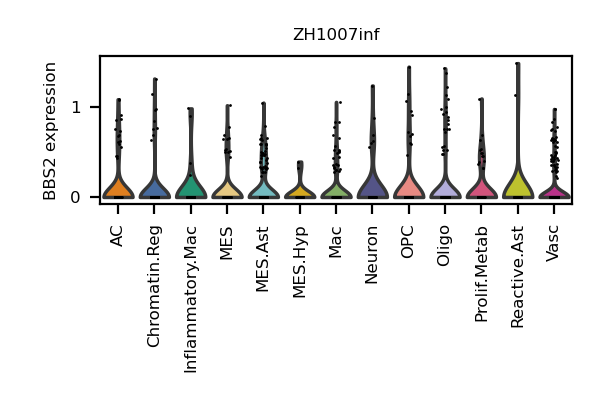 ZH1007inf
BBS2 expression
1
0
AC
Chromatin.Reg
Inflammatory.Mac
MES
MES.Ast
MES.Hyp
Mac
Neuron
OPC
Oligo
Prolif.Metab
Reactive.Ast
Vasc